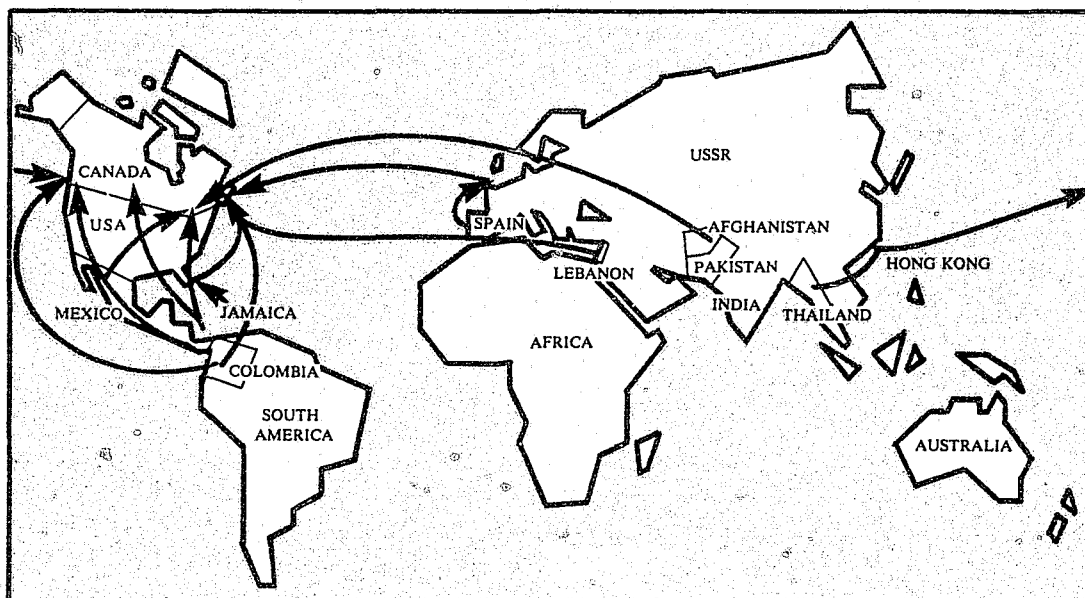 CANADA
USA
MEXICO
JAMAICA
COLOMBIA
SOUTH
AMERICA
SPAIN
LEBANON
AFRICA
USSR
AFGHANISTAN
PAKISTAN
INDIA
THAILAND
HONG KONG
AUSTRALIA